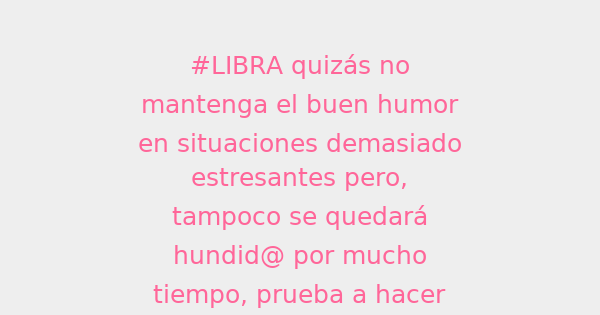 #LIBRA quizás no
mantenga el buen humor
en situaciones demasiado
estresantes pero,
tampoco se quedará
hundid@ por mucho
tiempo, prueba a hacer